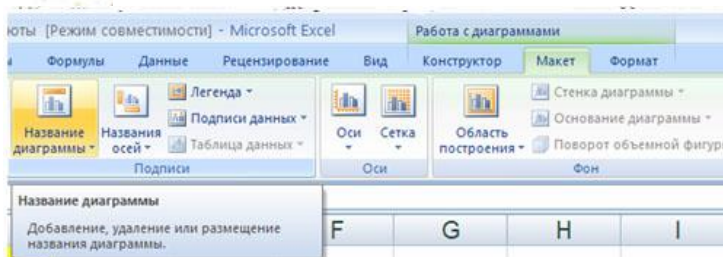 оты [Режим совместимости] - Microsoft Excel
Работа с диаграммами
ы Формулы Данные Рецензирование Вид Конструктор Макет Формат
Название диаграммы
Названия осей
Легенда
Подписи данных
Таблица данных
Подписи
Оси
Сетка
Оси
Область построения
Стенка диаграммы
Основание диаграммы
Поворот объемной фигур
Фон
Название диаграммы
Добавление, удаление или размещение
названия диаграммы.
F G H I